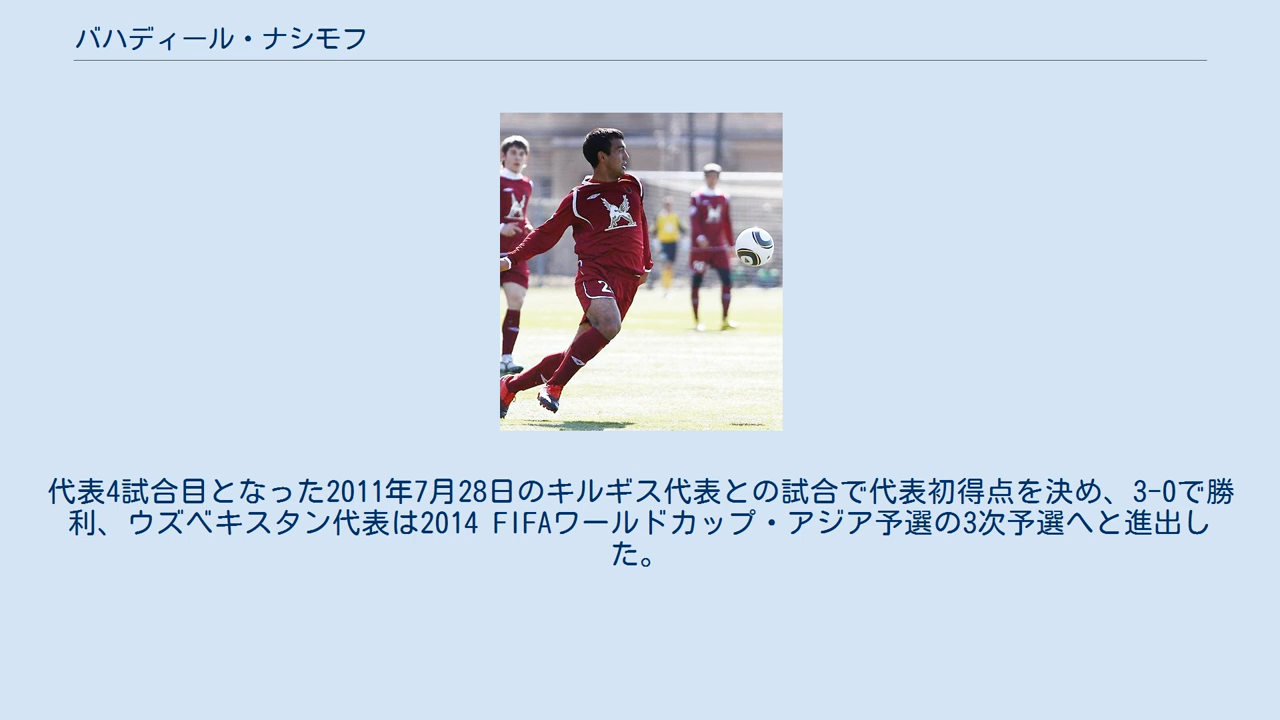 バハディール・ナシモフ
2
代表4試合目となった2011年7月28日のキルギス代表との試合で代表初得点を決め、3-0で勝
利、ウズベキスタン代表は2014 FIFAワールドカップ・アジア予選の3次予選へと進出し
た。